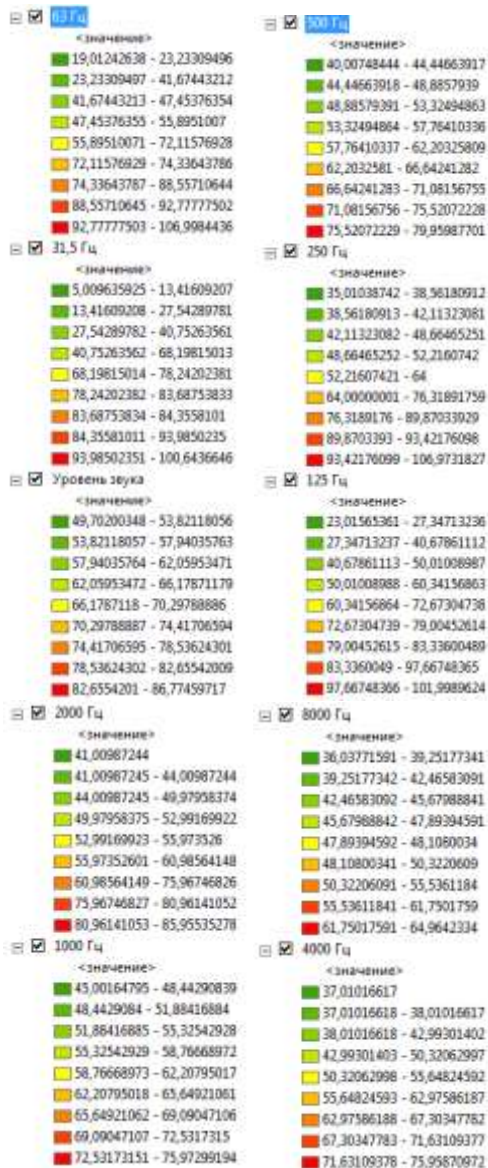 63 Гц
<значение>
19,01242638 - 23,23309496
23,23309497 - 41,67443212
41,67443213 - 47,45376354
47,45376355 - 55,8951007
55,89510071 - 72,11576928
72,11576929 - 74,33643786
74,33643787 - 88,55710644
88,55710645 - 92,77777502
92,77777503 - 106,9984436
31,5 Гц
<значение>
5,009635925 - 13,41609207
13,41609208 - 27,54289781
27,54289782 - 40,75263561
40,75263562 - 68,19815013
68,19815014 - 78,24202381
78,24202382 - 83,68753833
83,68753834 - 84,3558101
84,35581011 - 93,9850235
93,98502351 - 100,6436646
Уровень звука
<значение>
49,70200348 - 53,82118056
53,82118057 - 57,94035763
57,94035764 - 62,05953471
62,05953472 - 66,17871179
66,1787118 - 70,29788886
70,29788887 - 74,41706594
74,41706595 - 78,53624301
78,53624302 - 82,65542009
82,6554201 - 86,77459717
2000 Гц
<значение>
41,00987244
41,00987245 - 44,00987244
44,00987245 - 49,97958374
49,97958375 - 52,99169922
52,99169923 - 55,973526
55,97352601 - 60,98564148
60,98564149 - 75,96746826
75,96746827 - 80,96141052
80,96141053 - 85,95535278
1000 Гц
<значение>
45,00164795 - 48,44290839
48,4429084 - 51,88416884
51,88416885 - 55,32542928
55,32542929 - 58,76668972
58,76668973 - 62,20795017
62,20795018 - 65,64921061
65,64921062 - 69,09047106
69,09047107 - 72,5317315
72,53173151 - 75,97299194
500 Гц
<значение>
40,00748444 - 44,44663917
44,44663918 - 48,8857939
48,88579391 - 53,32494863
53,32494864 - 57,76410336
57,76410337 - 62,20325809
62,2032581 - 66,64241282
66,64241283 - 71,08156755
71,08156756 - 75,52072228
75,52072229 - 79,95987701
250 Гц
<значение>
35,01038742 - 38,56180912
38,56180913 - 42,11323081
42,11323082 - 48,66465251
48,66465252 - 52,2160742
52,21607421 - 64
64,00000001 - 76,31891759
76,3189176 - 89,87033929
89,8703393 - 93,42176098
93,42176099 - 106,9731827
125 Гц
<значение>
23,01565361 - 27,34713236
27,34713237 - 40,67861112
40,67861113 - 50,01008987
50,01008988 - 60,34156863
60,34156864 - 72,67304738
72,67304739 - 79,00452614
79,00452615 - 83,33600489
83,3360049 - 97,66748365
97,66748366 - 101,9989624
8000 Гц
<значение>
36,03771591 - 39,25177341
39,25177342 - 42,46583091
42,46583092 - 45,67988841
45,67988842 - 47,89394591
47,89394592 - 48,1080034
48,10800341 - 50,3220609
50,32206091 - 55,5361184
55,53611841 - 61,7501759
61,75017591 - 64,9642334
4000 Гц
<значение>
37,01016617
37,01016618 - 38,01016617
38,01016618 - 42,99301402
42,99301403 - 50,32062997
50,32062998 - 55,64824592
55,64824593 - 62,97586187
62,97586188 - 67,30347782
67,30347783 - 71,63109377
71,63109378 - 75,95870972